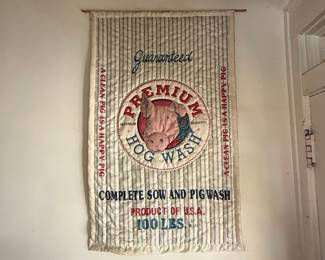 Guaranteed
PREMIUM
HOG WASH
A CLEAN PIG IS A HAPPY PIG
A CLEAN PIG IS A HAPPY PIG
COMPLETE SOW AND PIG WASH
PRODUCT OF U.S.A.
100 LBS.